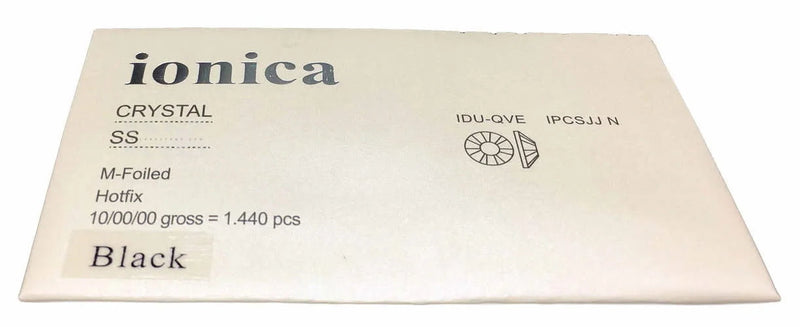 ionica
CRYSTAL
SS
IDU-QVE IPCSJJ N
M-Foiled
Hotfix
10/00/00 gross = 1.440 pcs
Black